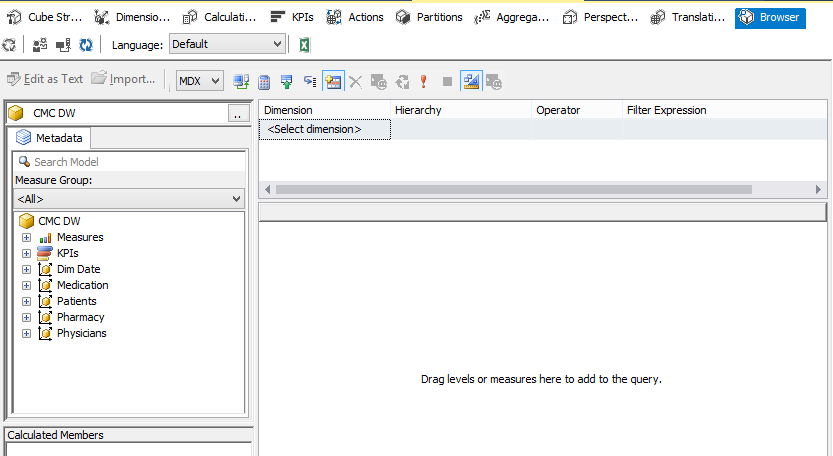 Cube Str... Dimensio... Calculati... KPIs Actions Partitions Aggrega... Perspect... Translati... Browser
Language: Default
Edit as Text Import... MDX
CMC DW ..
Metadata
Search Model
Measure Group:
<All>
CMC DW
Measures
KPIs
Dim Date
Medication
Patients
Pharmacy
Physicians
Calculated Members
Dimension Hierarchy Operator Filter Expression
<Select dimension>
Drag levels or measures here to add to the query.